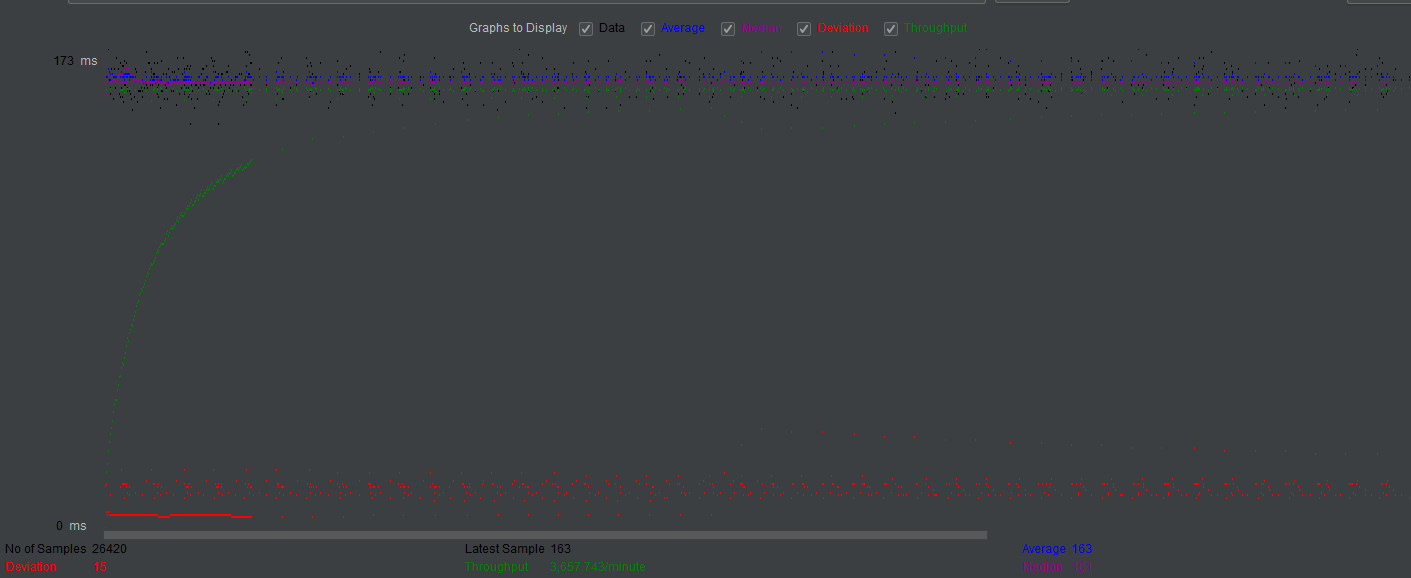 Graphs to Display Data Average Median Deviation Throughput
173 ms
0 ms
No of Samples 26420 Latest Sample 163 Average 163
Deviation 15 Throughput 3,557.743/minute Median